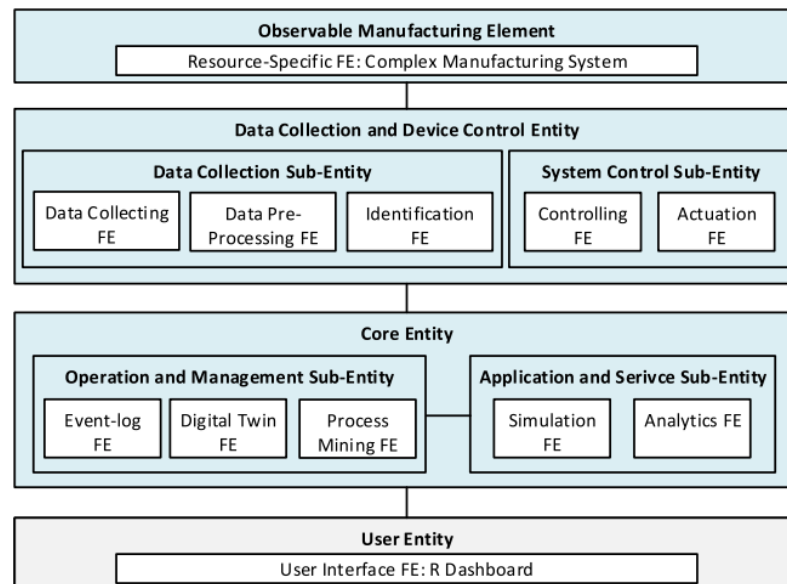 Observable Manufacturing Element
Resource-Specific FE: Complex Manufacturing System
Data Collection and Device Control Entity
Data Collection Sub-Entity
Data Collecting
FE
Data Pre-
Processing FE
Identification
FE
System Control Sub-Entity
Controlling
FE
Actuation
FE
Core Entity
Operation and Management Sub-Entity
Event-log
FE
Digital Twin
FE
Process
Mining FE
Application and Serivce Sub-Entity
Simulation
FE
Analytics FE
User Entity
User Interface FE: R Dashboard